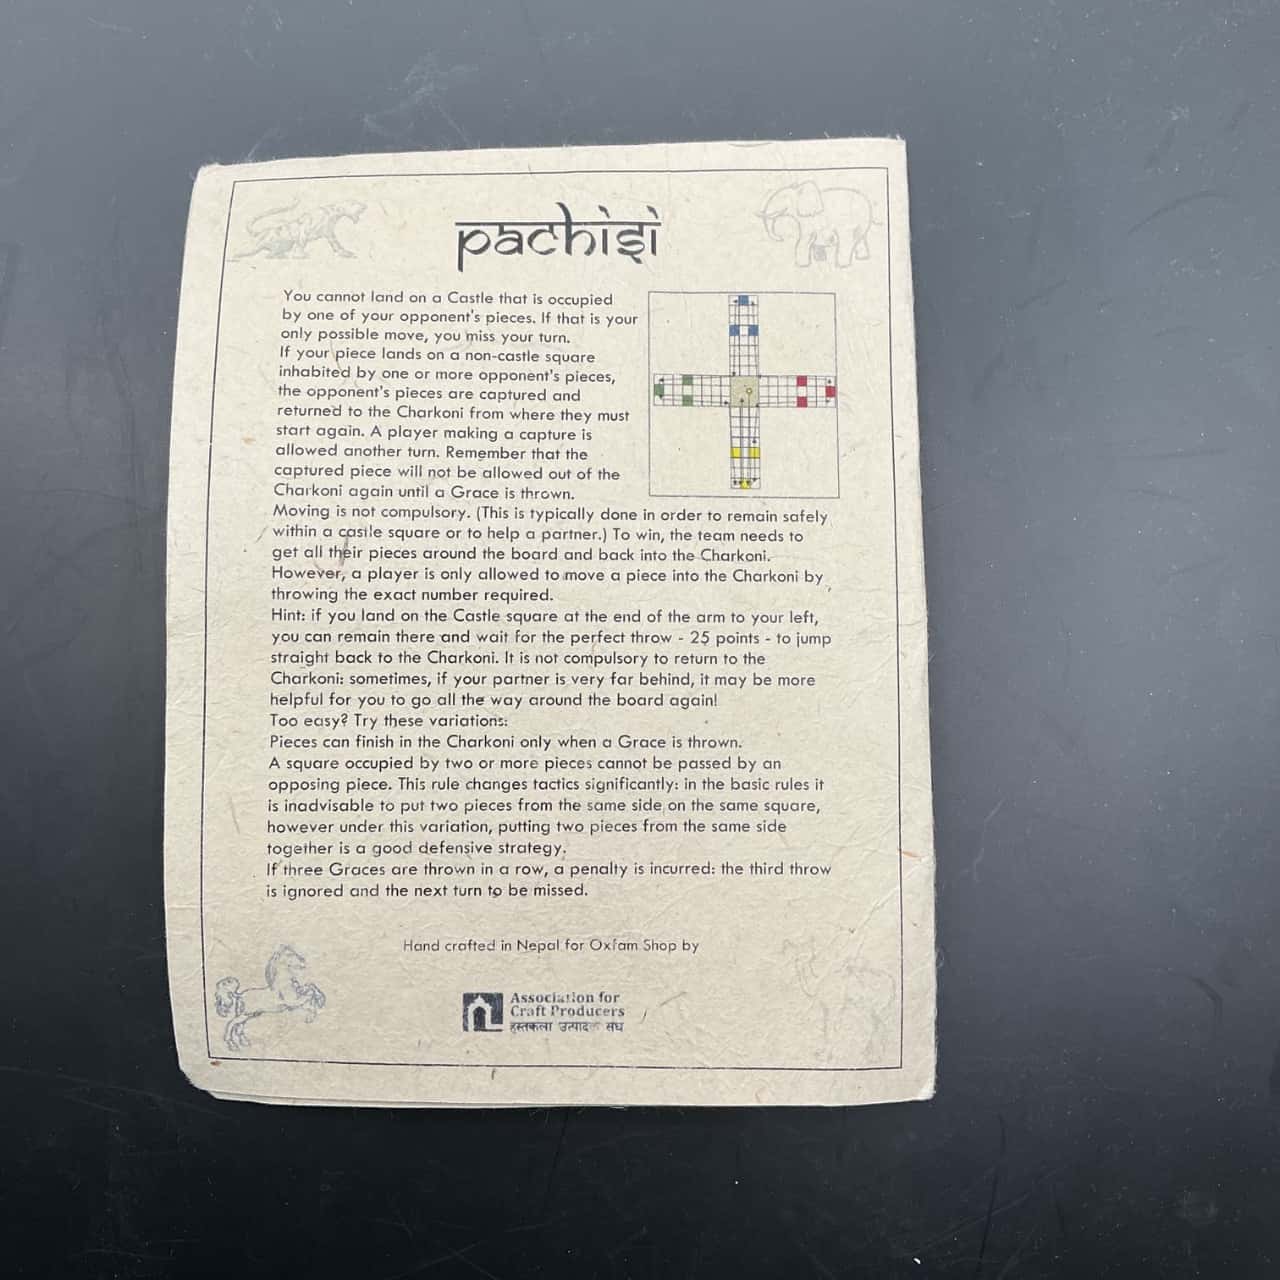 pachisi
You cannot land on a Castle that is occupied
by one of your opponent's pieces. If that is your
only possible move, you miss your turn.
If your piece lands on a non-castle square
inhabited by one or more opponent's pieces,
the opponent's pieces are captured and
returned to the Charkoni from where they must
start again. A player making a capture is
allowed another turn. Remember that the
captured piece will not be allowed out of the
Charkoni again until a Grace is thrown.
Moving is not compulsory. (This is typically done in order to remain safely
within a castle square or to help a partner.) To win, the team needs to
get all their pieces around the board and back into the Charkoni.
However, a player is only allowed to move a piece into the Charkoni by
throwing the exact number required.
Hint: if you land on the Castle square at the end of the arm to your left,
you can remain there and wait for the perfect throw - 25 points - to jump
straight back to the Charkoni. It is not compulsory to return to the
Charkoni: sometimes, if your partner is very far behind, it may be more
helpful for you to go all the way around the board again!
Too easy? Try these variations:
Pieces can finish in the Charkoni only when a Grace is thrown.
A square occupied by two or more pieces cannot be passed by an
opposing piece. This rule changes tactics significantly: in the basic rules it
is inadvisable to put two pieces from the same side on the same square,
however under this variation, putting two pieces from the same side
together is a good defensive strategy.
If three Graces are thrown in a row, a penalty is incurred: the third throw
is ignored and the next turn to be missed.
Hand crafted in Nepal for Oxfam Shop by
Association for
Craft Producers
हस्तकला उत्पादक संघ